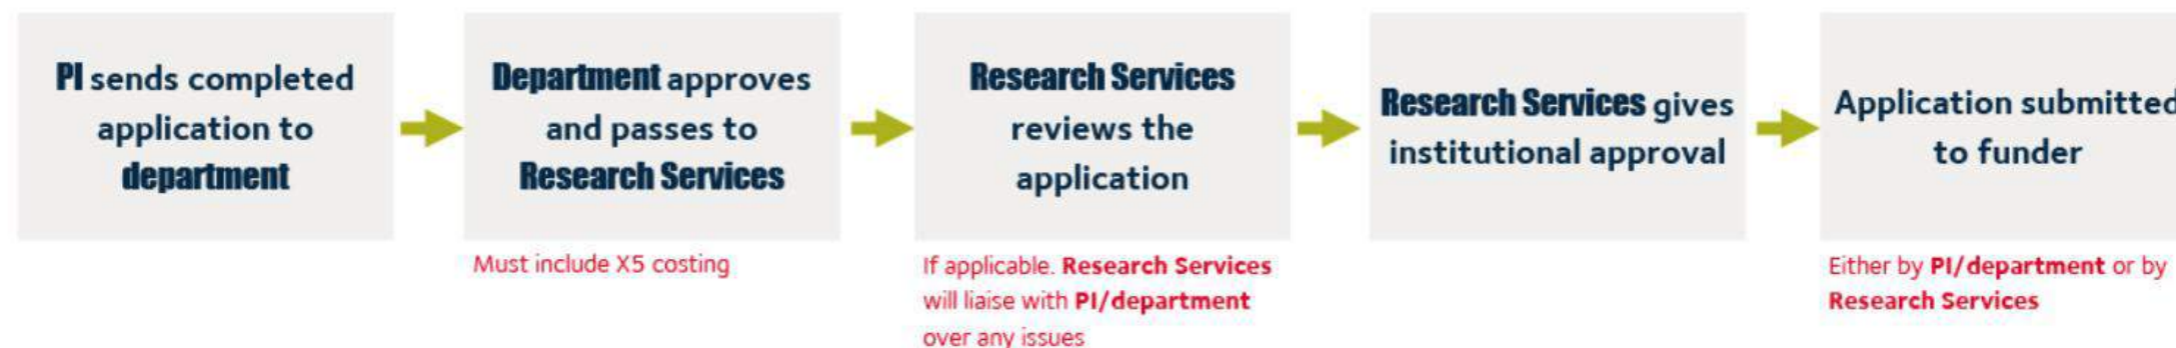 PI sends completed
application to
department
Department approves
and passes to
Research Services
Research Services
reviews the
application
Research Services gives
institutional approval
Application submitted
to funder
Must include X5 costing
If applicable. Research Services
will liaise with PI/department
over any issues
Either by PI/department or by
Research Services